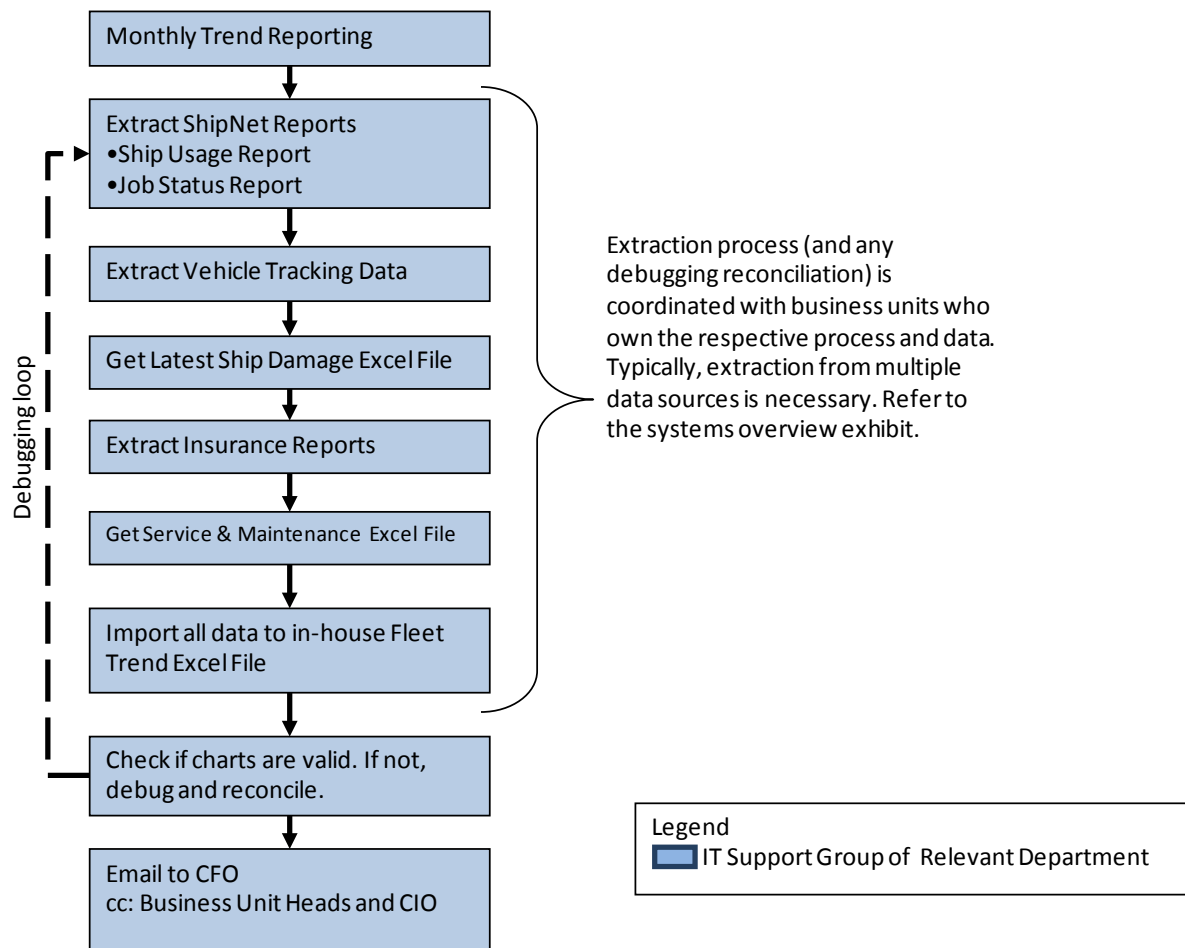 Monthly Trend Reporting
Extract ShipNet Reports
•Ship Usage Report
•Job Status Report
Extract Vehicle Tracking Data
Get Latest Ship Damage Excel File
Extract Insurance Reports
Get Service & Maintenance Excel File
Import all data to in-house Fleet
Trend Excel File
Check if charts are valid. If not,
debug and reconcile.
Email to CFO
cc: Business Unit Heads and CIO
Debugging loop
Extraction process (and any
debugging reconciliation) is
coordinated with business units who
own the respective process and data.
Typically, extraction from multiple
data sources is necessary. Refer to
the systems overview exhibit.
Legend
IT Support Group of Relevant Department